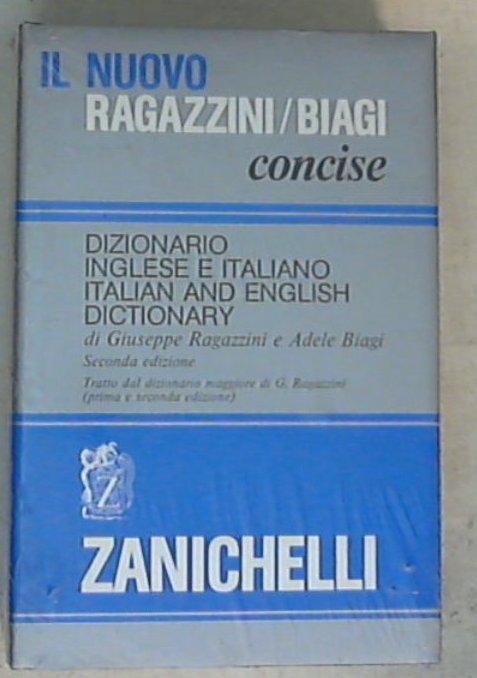 IL NUOVO
RAGAZZINI/BIAGI
concise
DIZIONARIO
INGLESE E ITALIANO
ITALIAN AND ENGLISH
DICTIONARY
di Giuseppe Ragazzini e Adele Biagi
Seconda edizione
Tratto dal dizionario maggiore di G. Ragazzini
(prima e seconda edizione)
Z
ZANICHELLI